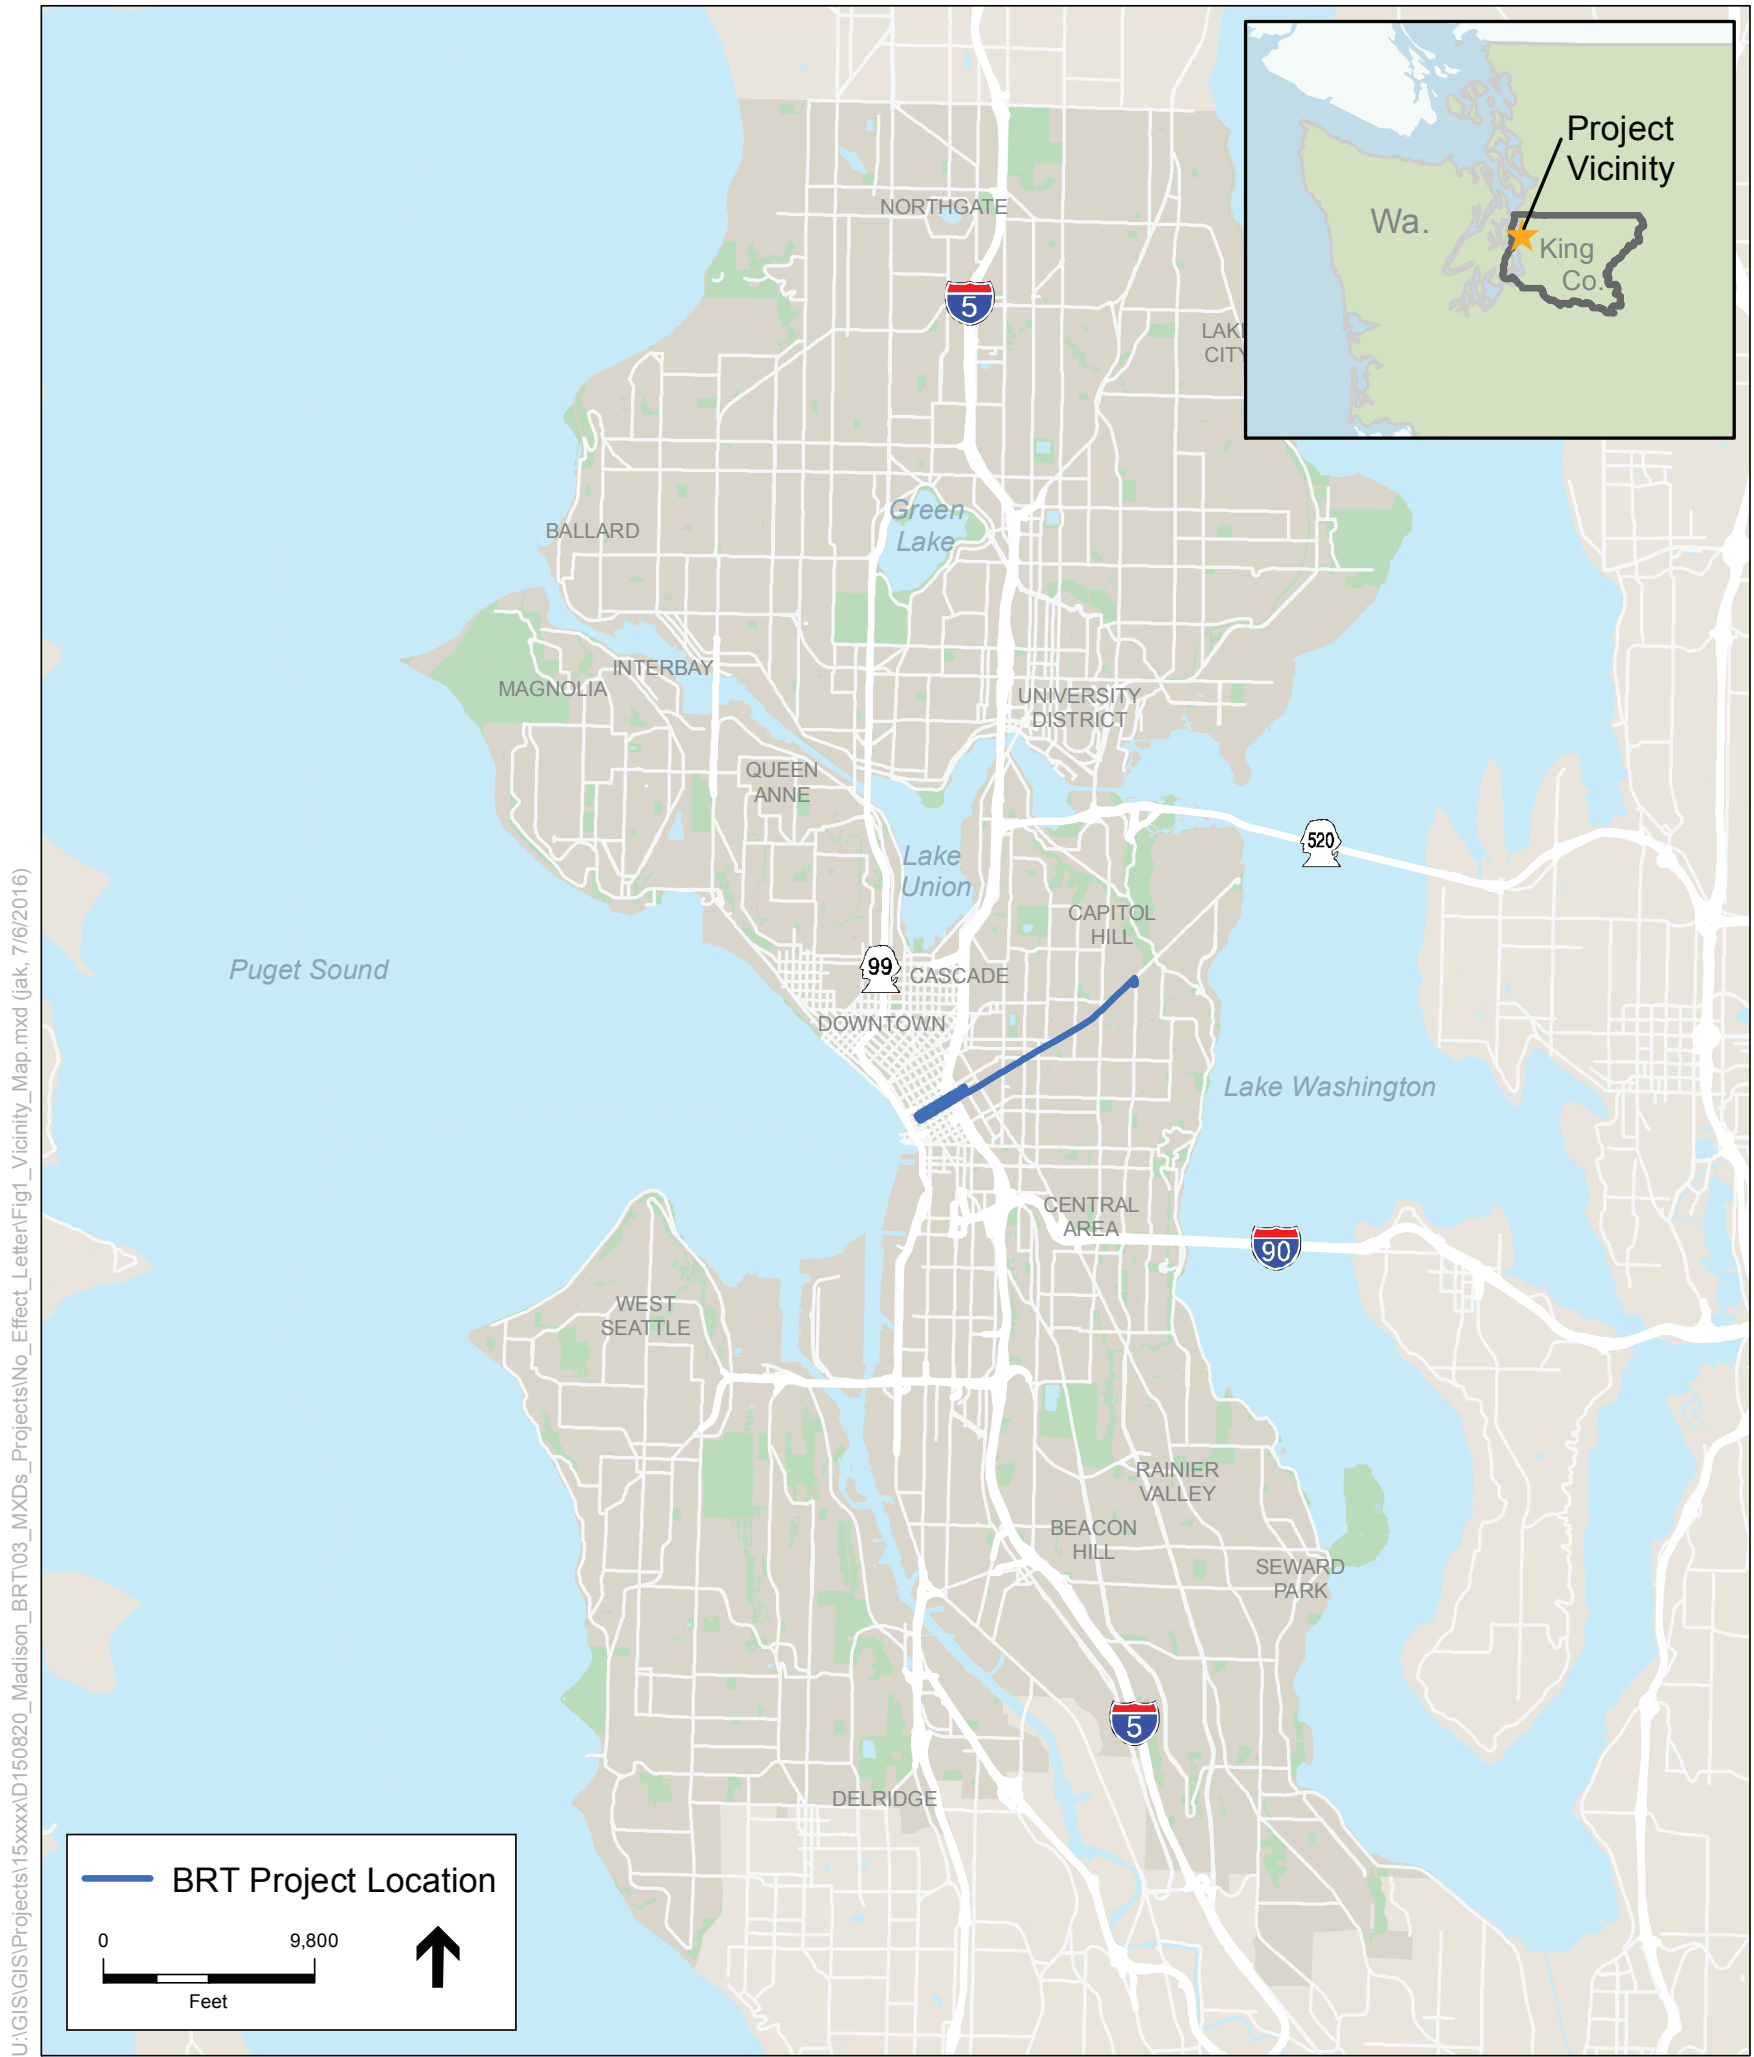 Project
Vicinity
Wa.
King
Co.
NORTHGATE
5
LAK
CITY
Green
Lake
BALLARD
INTERBAY
MAGNOLIA
UNIVERSITY
DISTRICT
QUEEN
ANNE
520
Lake
Union
CAPITOL
HILL
Puget Sound
99
CASCADE
DOWNTOWN
Lake Washington
CENTRAL
AREA
90
WEST
SEATTLE
RAINIER
VALLEY
BEACON
HILL
SEWARD
PARK
5
DELRIDGE
BRT Project Location
0 9,800
Feet
U:\GIS\GIS\Projects\15xxxx\D150820_Madison_BRT\03_MXDs_Projects\No_Effect_Letter\Fig1_Vicinity_Map.mxd (jak, 7/6/2016)